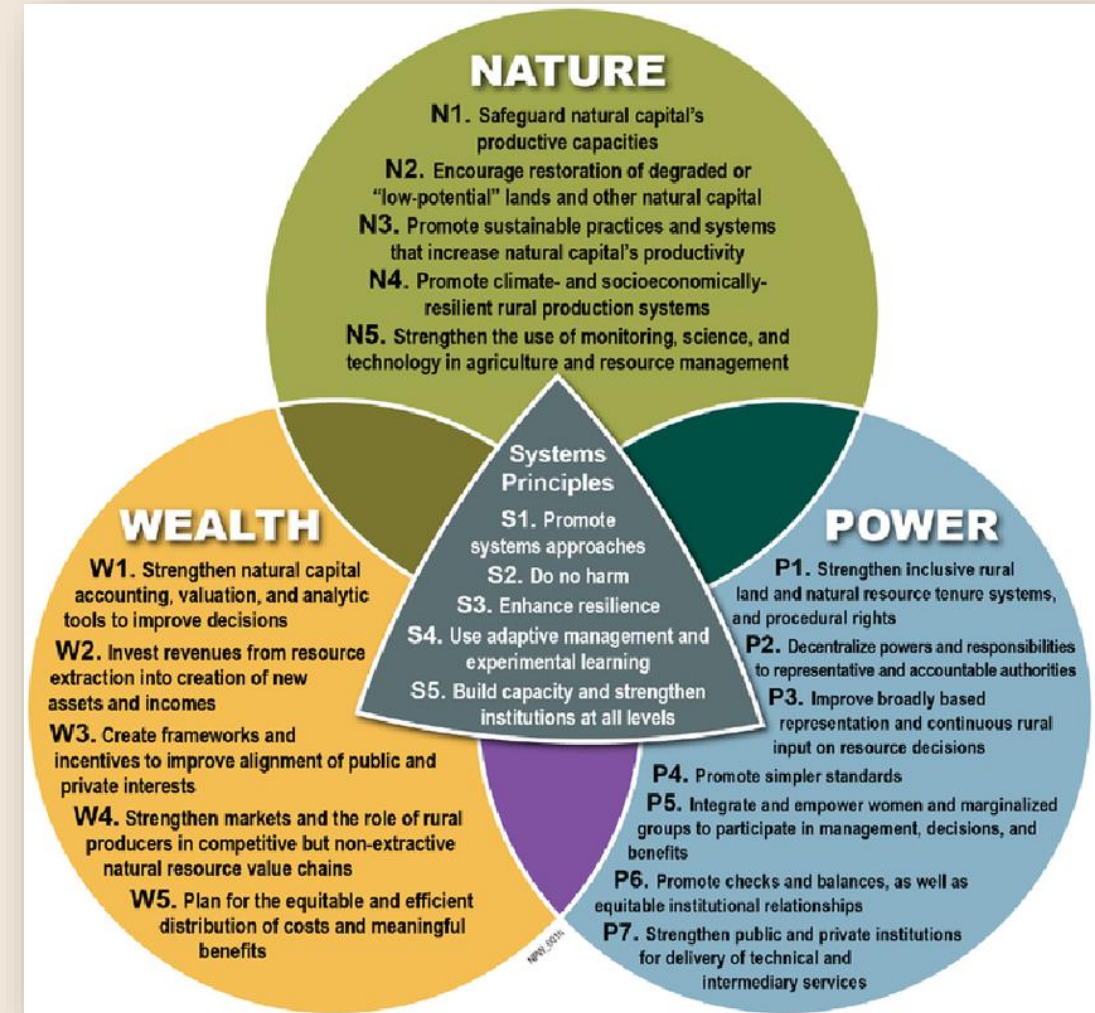 NATURE
N1. Safeguard natural capital's
productive capacities
N2. Encourage restoration of degraded or
“low-potential” lands and other natural capital
N3. Promote sustainable practices and systems
that increase natural capital's productivity
N4. Promote climate- and socioeconomically-
resilient rural production systems
N5. Strengthen the use of monitoring, science, and
technology in agriculture and resource management
Systems
Principles
S1. Promote
systems approaches
S2. Do no harm
S3. Enhance resilience
S4. Use adaptive management and
experimental learning
S5. Build capacity and strengthen
institutions at all levels
WEALTH
W1. Strengthen natural capital
accounting, valuation, and analytic
tools to improve decisions
W2. Invest revenues from resource
extraction into creation of new
assets and incomes
W3. Create frameworks and
incentives to improve alignment of public and
private interests
W4. Strengthen markets and the role of rural
producers in competitive but non-extractive
natural resource value chains
W5. Plan for the equitable and efficient
distribution of costs and meaningful
benefits
POWER
P1. Strengthen inclusive rural
land and natural resource tenure systems,
and procedural rights
P2. Decentralize powers and responsibilities
to representative and accountable authorities
P3. Improve broadly based
representation and continuous rural
input on resource decisions
P4. Promote simpler standards
P5. Integrate and empower women and marginalized
groups to participate in management, decisions, and
benefits
P6. Promote checks and balances, as well as
equitable institutional relationships
P7. Strengthen public and private institutions
for delivery of technical and
intermediary services